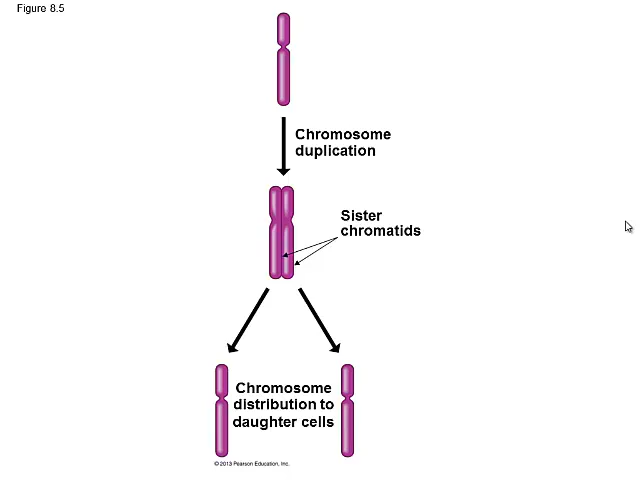 Figure 8.5
Chromosome
duplication
Sister
chromatids
Chromosome
distribution to
daughter cells
© 2013 Pearson Education, Inc.